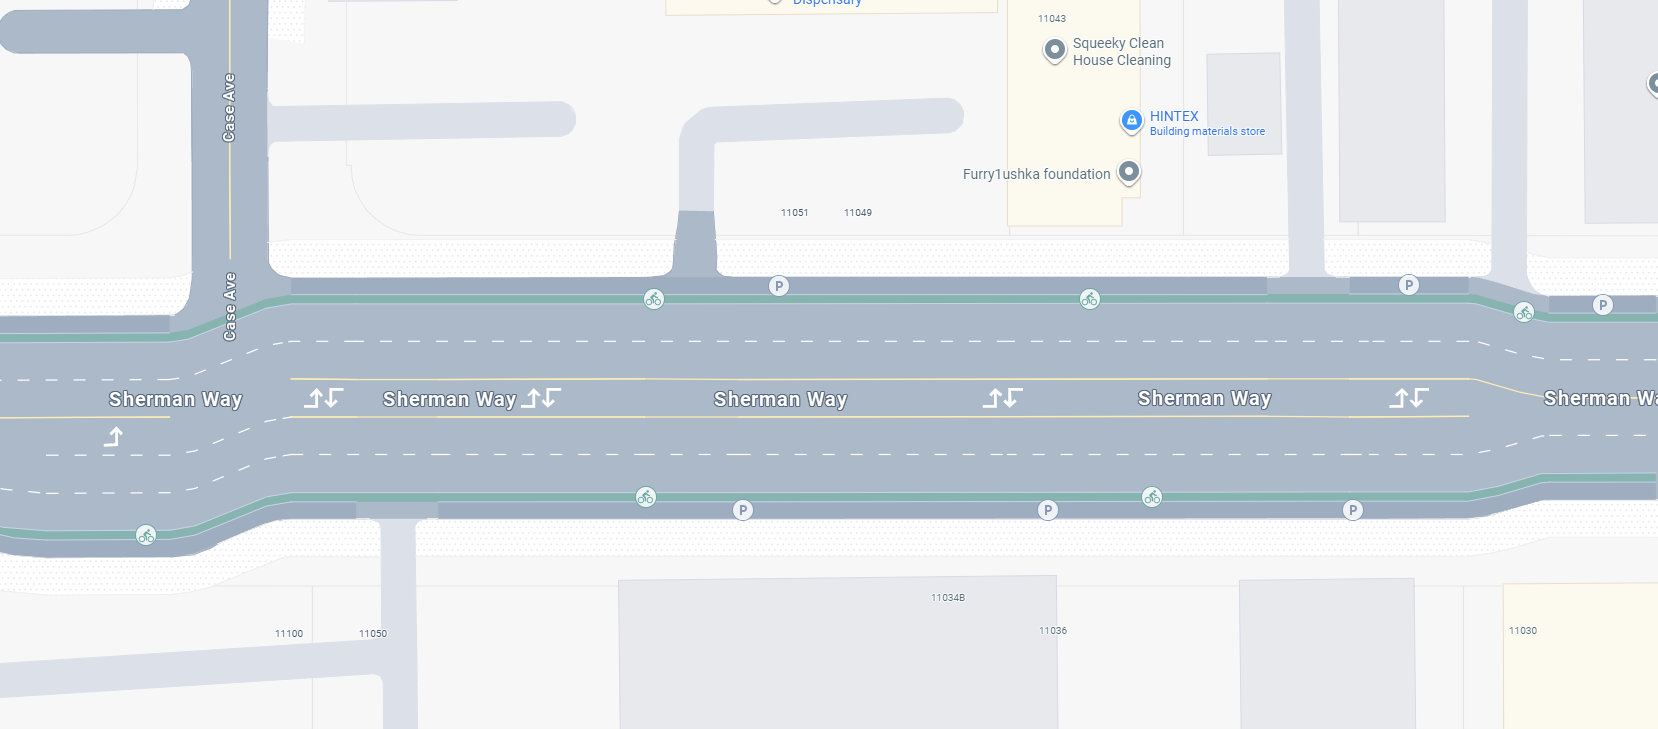 Dispensary
11043
Squeeky Clean
House Cleaning
Case Ave
HINTEX
Building materials store
Furry1ushka foundation
11051
11049
Case Ave
P
P
P
Sherman Way
Sherman Way
Sherman Way
Sherman Way
Sherman Wa
P
P
P
11034B
11036
11030
11100
11050